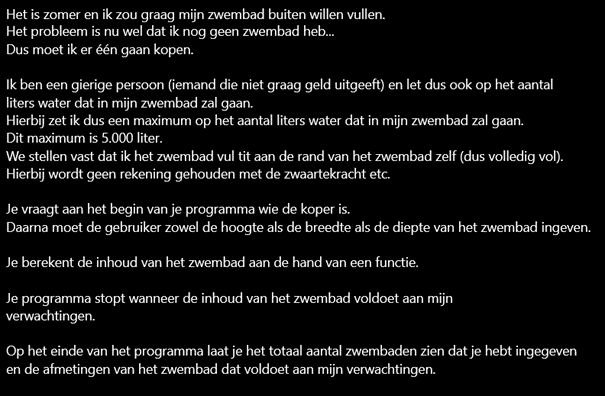 Het is zomer en ik zou graag mijn zwembad buiten willen vullen.
Het probleem is nu wel dat ik nog geen zwembad heb...
Dus moet ik er één gaan kopen.
Ik ben een gierige persoon (iemand die niet graag geld uitgeeft) en let dus ook op het aantal
liters water dat in mijn zwembad zal gaan.
Hierbij zet ik dus een maximum op het aantal liters water dat in mijn zwembad zal gaan.
Dit maximum is 5.000 liter.
We stellen vast dat ik het zwembad vul tit aan de rand van het zwembad zelf (dus volledig vol).
Hierbij wordt geen rekening gehouden met de zwaartekracht etc.
Je vraagt aan het begin van je programma wie de koper is.
Daarna moet de gebruiker zowel de hoogte als de breedte als de diepte van het zwembad ingeven.
Je berekent de inhoud van het zwembad aan de hand van een functie.
Je programma stopt wanneer de inhoud van het zwembad voldoet aan mijn
verwachtingen.
Op het einde van het programma laat je het totaal aantal zwembaden zien dat je hebt ingegeven
en de afmetingen van het zwembad dat voldoet aan mijn verwachtingen.